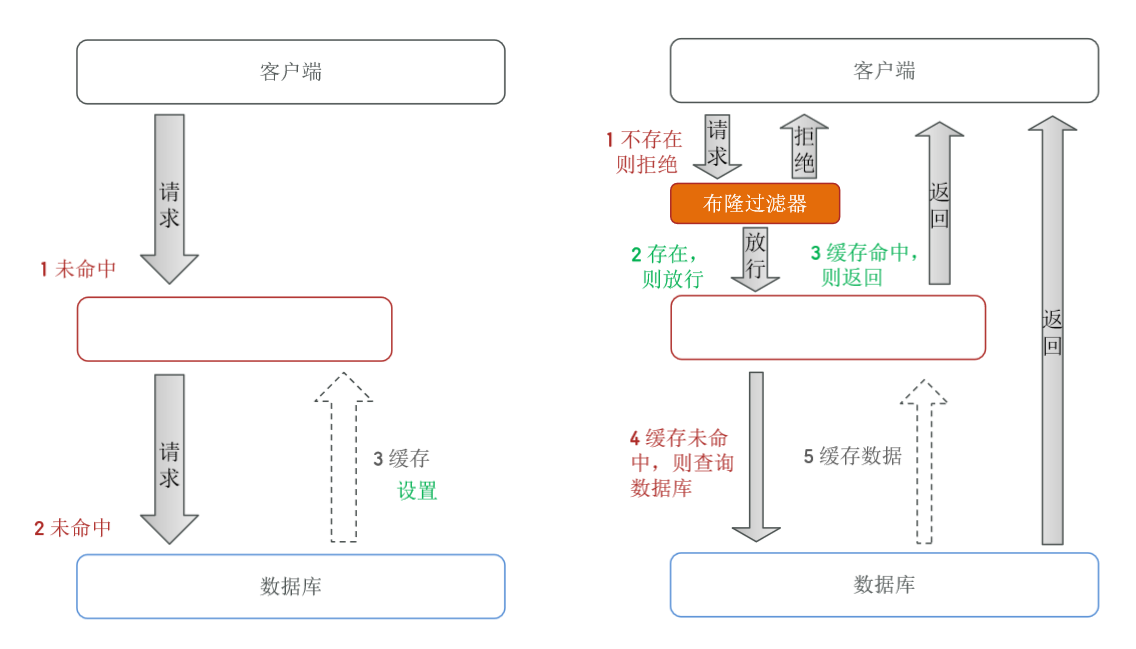 客户端
请求
1 未命中
请求
3 缓存
设置
2 未命中
数据库
客户端
1 不存在
则拒绝
请求
拒绝
布隆过滤器
2 存在，
则放行
放行
3 缓存命中，
则返回
返回
返回
4 缓存未命
中，则查询
数据库
5 缓存数据
数据库